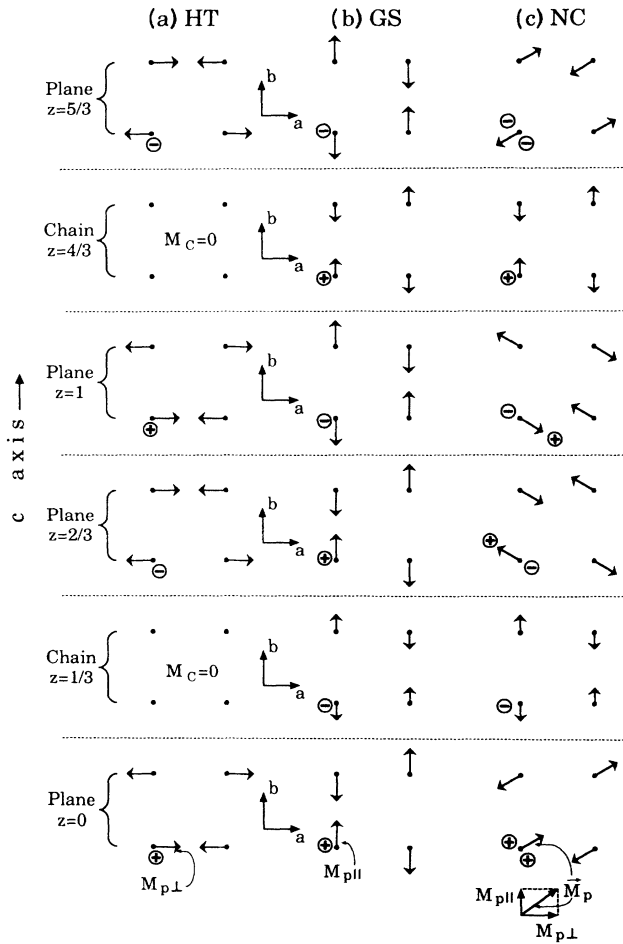 (a) HT (b) GS (c) NC
Plane
z=5/3
b
a
⊖ ⊖ ⊖ ⊖
Chain
z=4/3
M_C=0
b
a
⊕ ⊕
Plane
z=1
b
a
⊕ ⊖ ⊖ ⊕
c axis
Plane
z=2/3
b
a
⊖ ⊕ ⊕ ⊖
Chain
z=1/3
M_C=0
b
a
⊖ ⊖
Plane
z=0
b
a
⊕ ⊕ ⊕ ⊕
M_p⊥ M_p|| M_p|| M_p M_p⊥